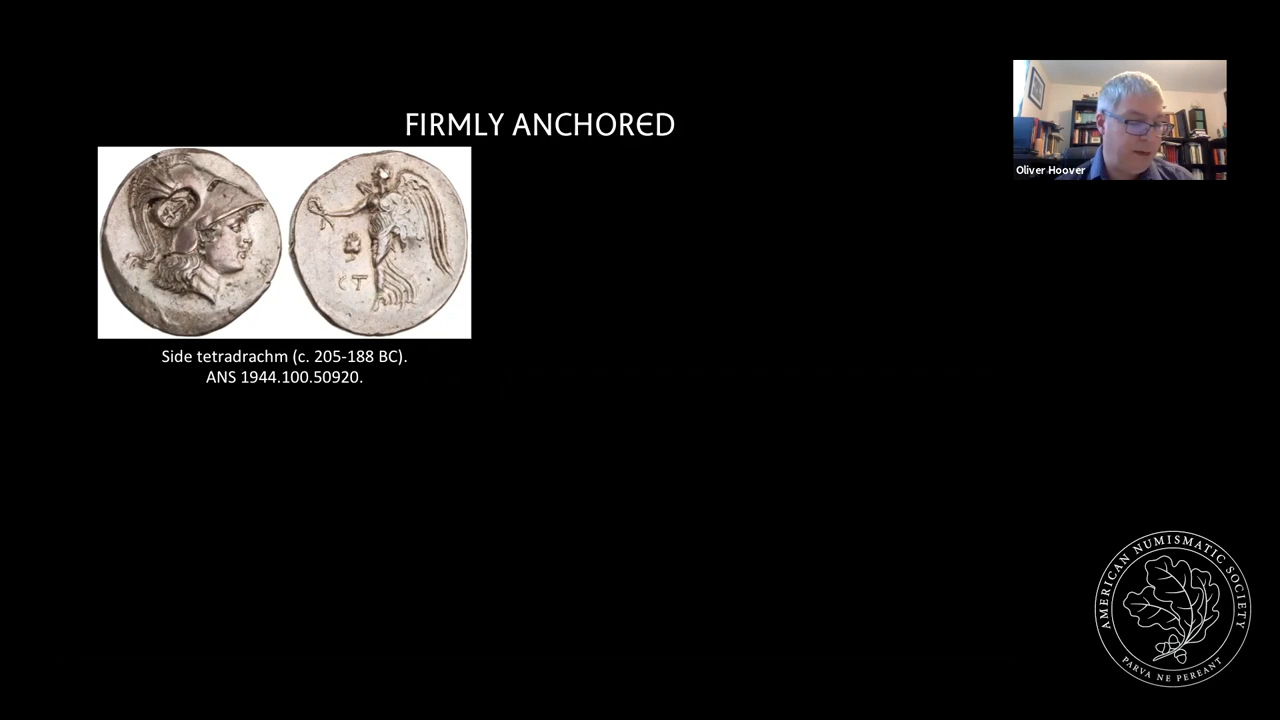 FIRMLY ANCHORED
Oliver Hoover
CT
Side tetradrachm (c. 205-188 BC).
ANS 1944.100.50920.
AMERICAN NUMISMATIC SOCIETY
PARVA NE PEREANT